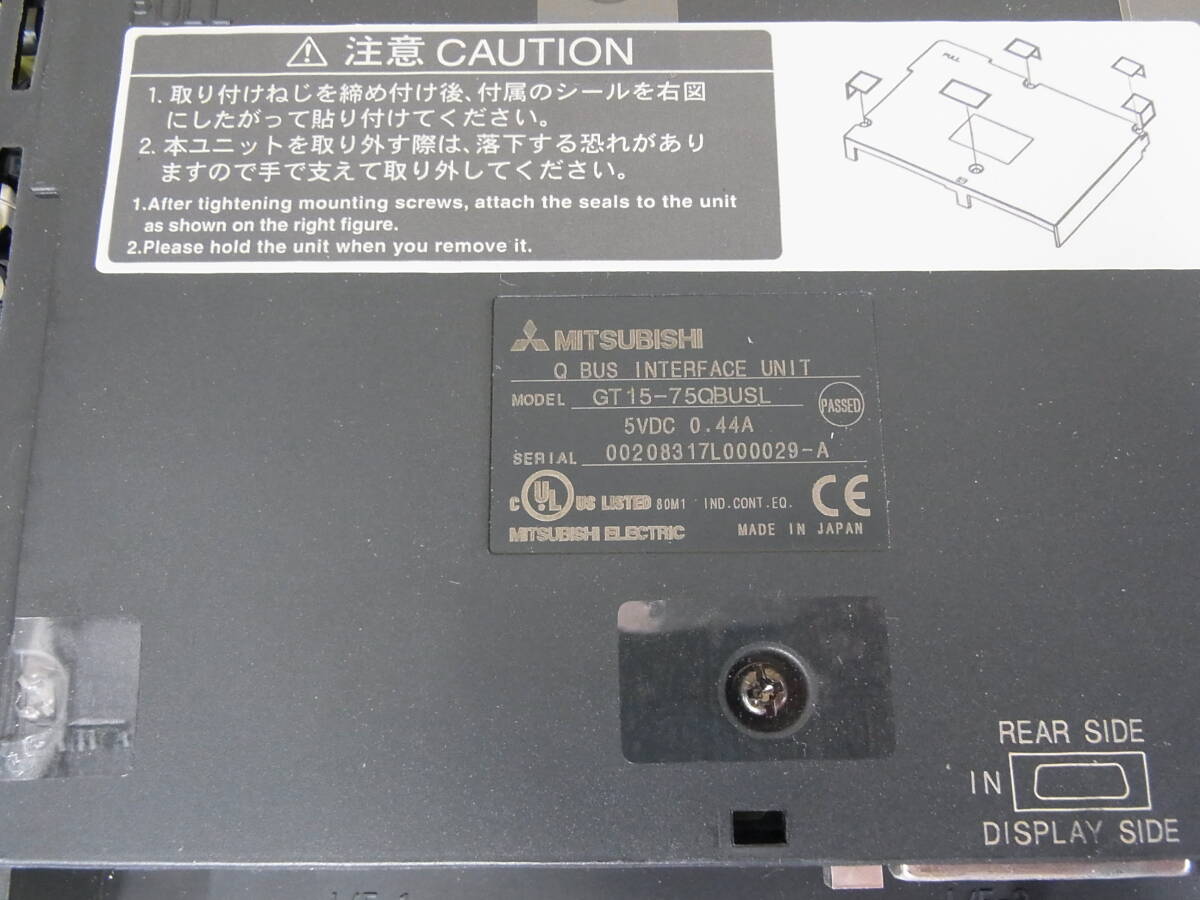 PULL
注意 CAUTION
1. 取り付けねじを締め付け後、付属のシールを右図
にしたがって貼り付けてください。
2. 本ユニットを取り外す際は、落下する恐れがあり
ますので手で支えて取り外してください。
1.After tightening mounting screws, attach the seals to the unit
as shown on the right figure.
2.Please hold the unit when you remove it.
PULL
MITSUBISHI
Q BUS INTERFACE UNIT
MODEL GT15-75QBUSL
PASSED
5VDC 0.44A
SERIAL 00208317L000029-A
C UL US LISTED 80M1 IND.CONT.EQ. CE
MITSUBISHI ELECTRIC MADE IN JAPAN
REAR SIDE
IN
DISPLAY SIDE